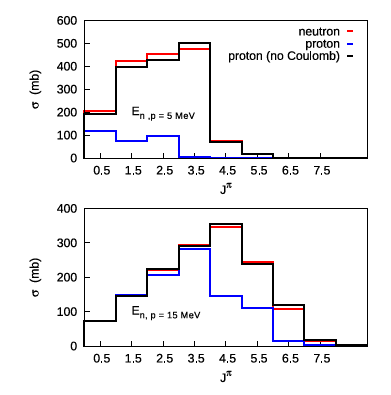 600
500
400
300
200
100
0
σ (mb)
neutron
proton
proton (no Coulomb)
E n ,p = 5 MeV
0.5 1.5 2.5 3.5 4.5 5.5 6.5 7.5
J π
400
300
200
100
0
σ (mb)
E n, p = 15 MeV
0.5 1.5 2.5 3.5 4.5 5.5 6.5 7.5
J π